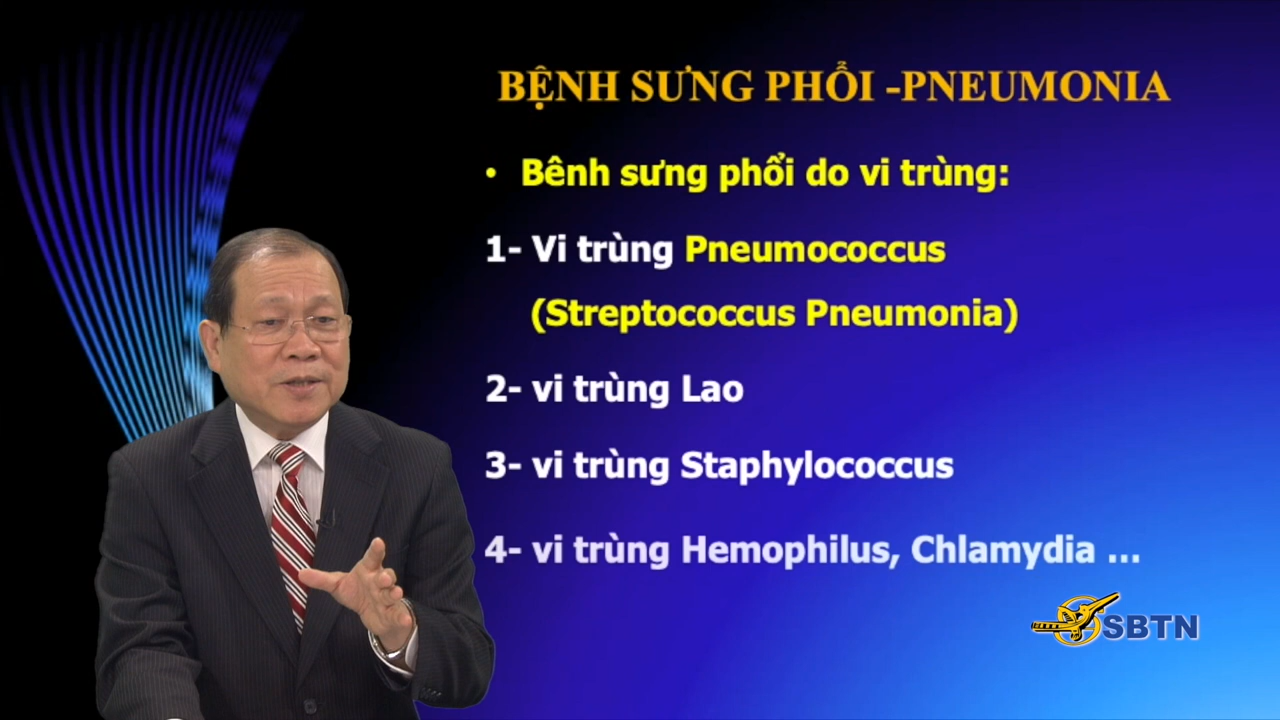 BỆNH SƯNG PHỔI -PNEUMONIA
• Bênh sưng phổi do vi trùng:
1- Vi trùng Pneumococcus
(Streptococcus Pneumonia)
2- vi trùng Lao
3- vi trùng Staphylococcus
4- vi trùng Hemophilus, Chlamydia ...
SBTN